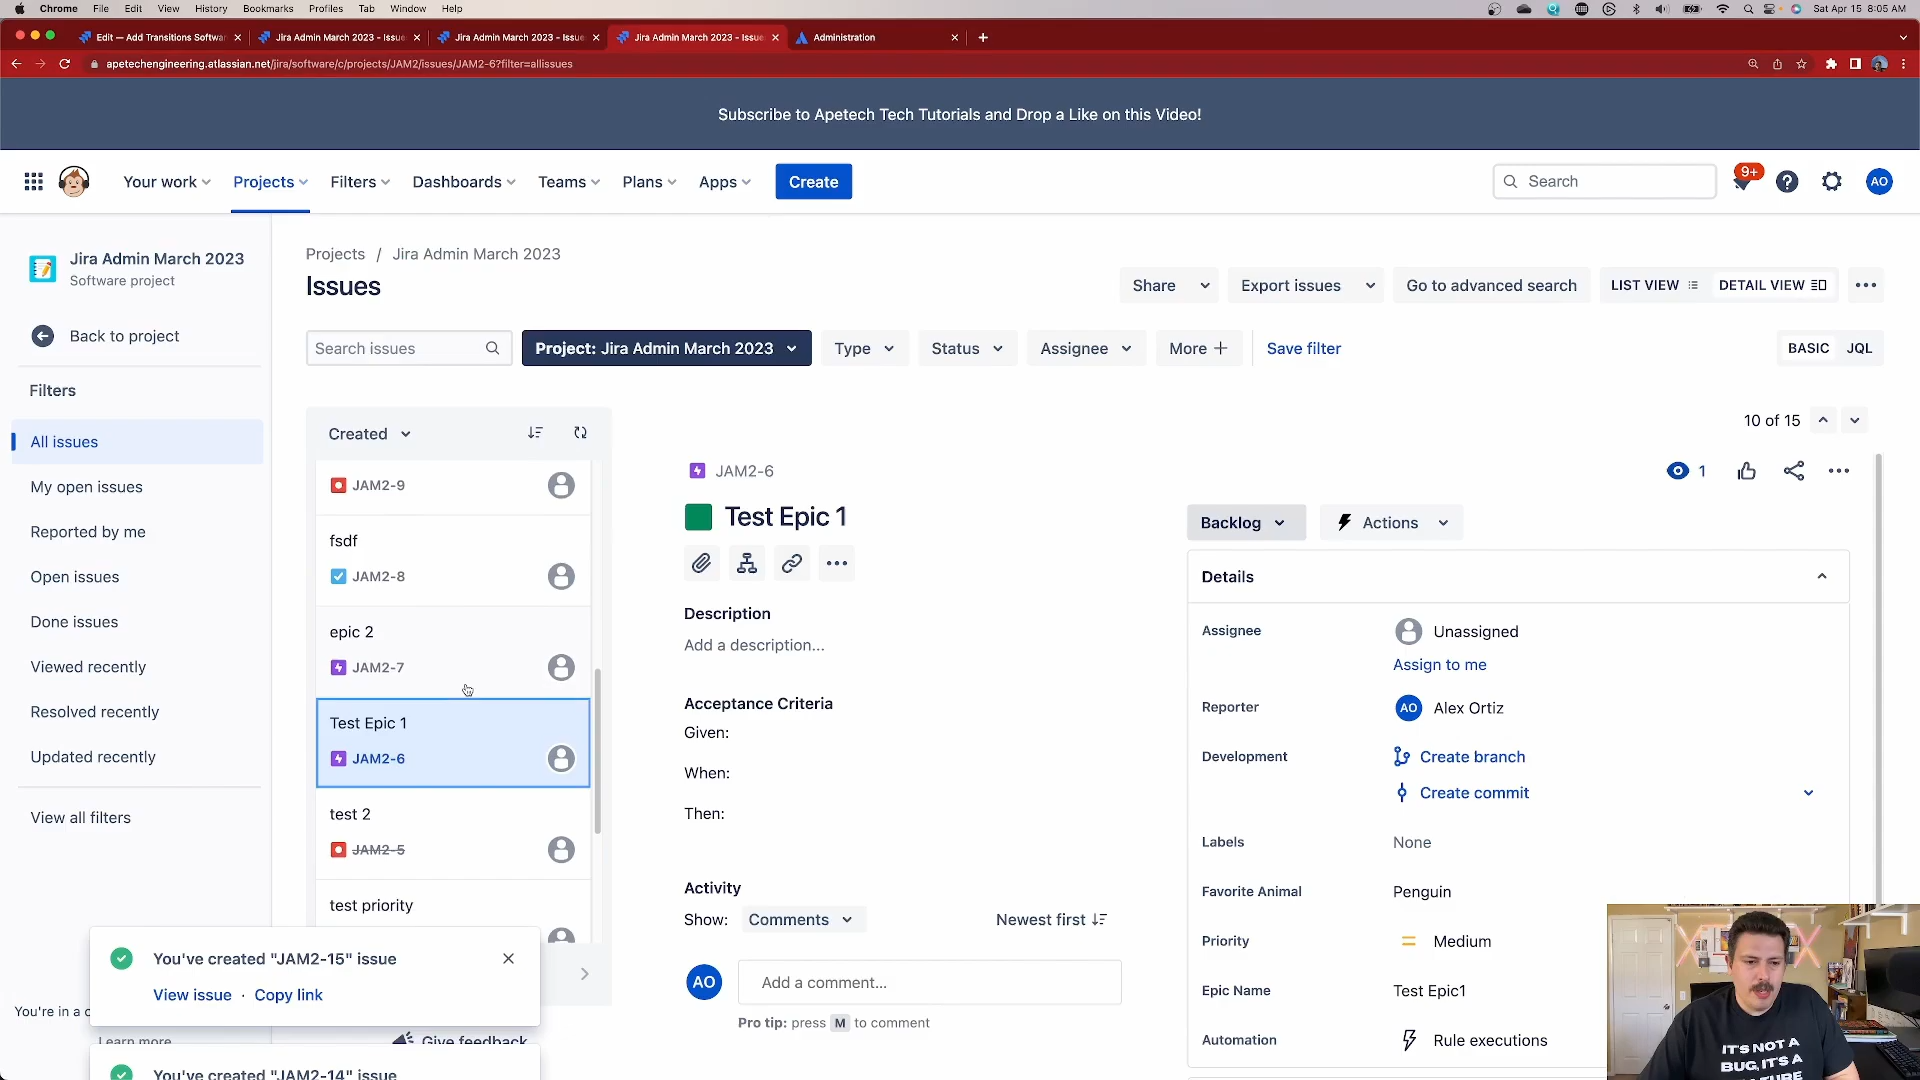 Chrome File Edit View History Bookmarks Profiles Tab Window Help Sat Apr 15 8:05 AM
Edit — Add Transitions Softwar Jira Admin March 2023 - Issue Jira Admin March 2023 - Issue Jira Admin March 2023 - Issue Administration
apetechengineering.atlassian.net/jira/software/c/projects/JAM2/issues/JAM2-6?filter=allissues
Subscribe to Apetech Tech Tutorials and Drop a Like on this Video!
Your work Projects Filters Dashboards Teams Plans Apps Create Search 9+ AO
Jira Admin March 2023
Software project
Back to project
Filters
All issues
My open issues
Reported by me
Open issues
Done issues
Viewed recently
Resolved recently
Updated recently
View all filters
Projects / Jira Admin March 2023
Issues
Share Export issues Go to advanced search LIST VIEW DETAIL VIEW
Search issues Project: Jira Admin March 2023 Type Status Assignee More Save filter BASIC JQL
Created
JAM2-9
fsdf
JAM2-8
epic 2
JAM2-7
Test Epic 1
JAM2-6
test 2
JAM2-5
test priority
10 of 15
JAM2-6
1
Test Epic 1
Description
Add a description...
Acceptance Criteria
Given:
When:
Then:
Activity
Show: Comments Newest first
AO Add a comment...
Pro tip: press M to comment
Backlog Actions
Details
Assignee Unassigned
Assign to me
Reporter AO Alex Ortiz
Development Create branch
Create commit
Labels None
Favorite Animal Penguin
Priority Medium
Epic Name Test Epic1
Automation Rule executions
You've created "JAM2-15" issue
View issue · Copy link
You're in a
Learn more
Give feedback
You've created "JAM2-14" issue
IT'S NOT A
BUG, IT'S A